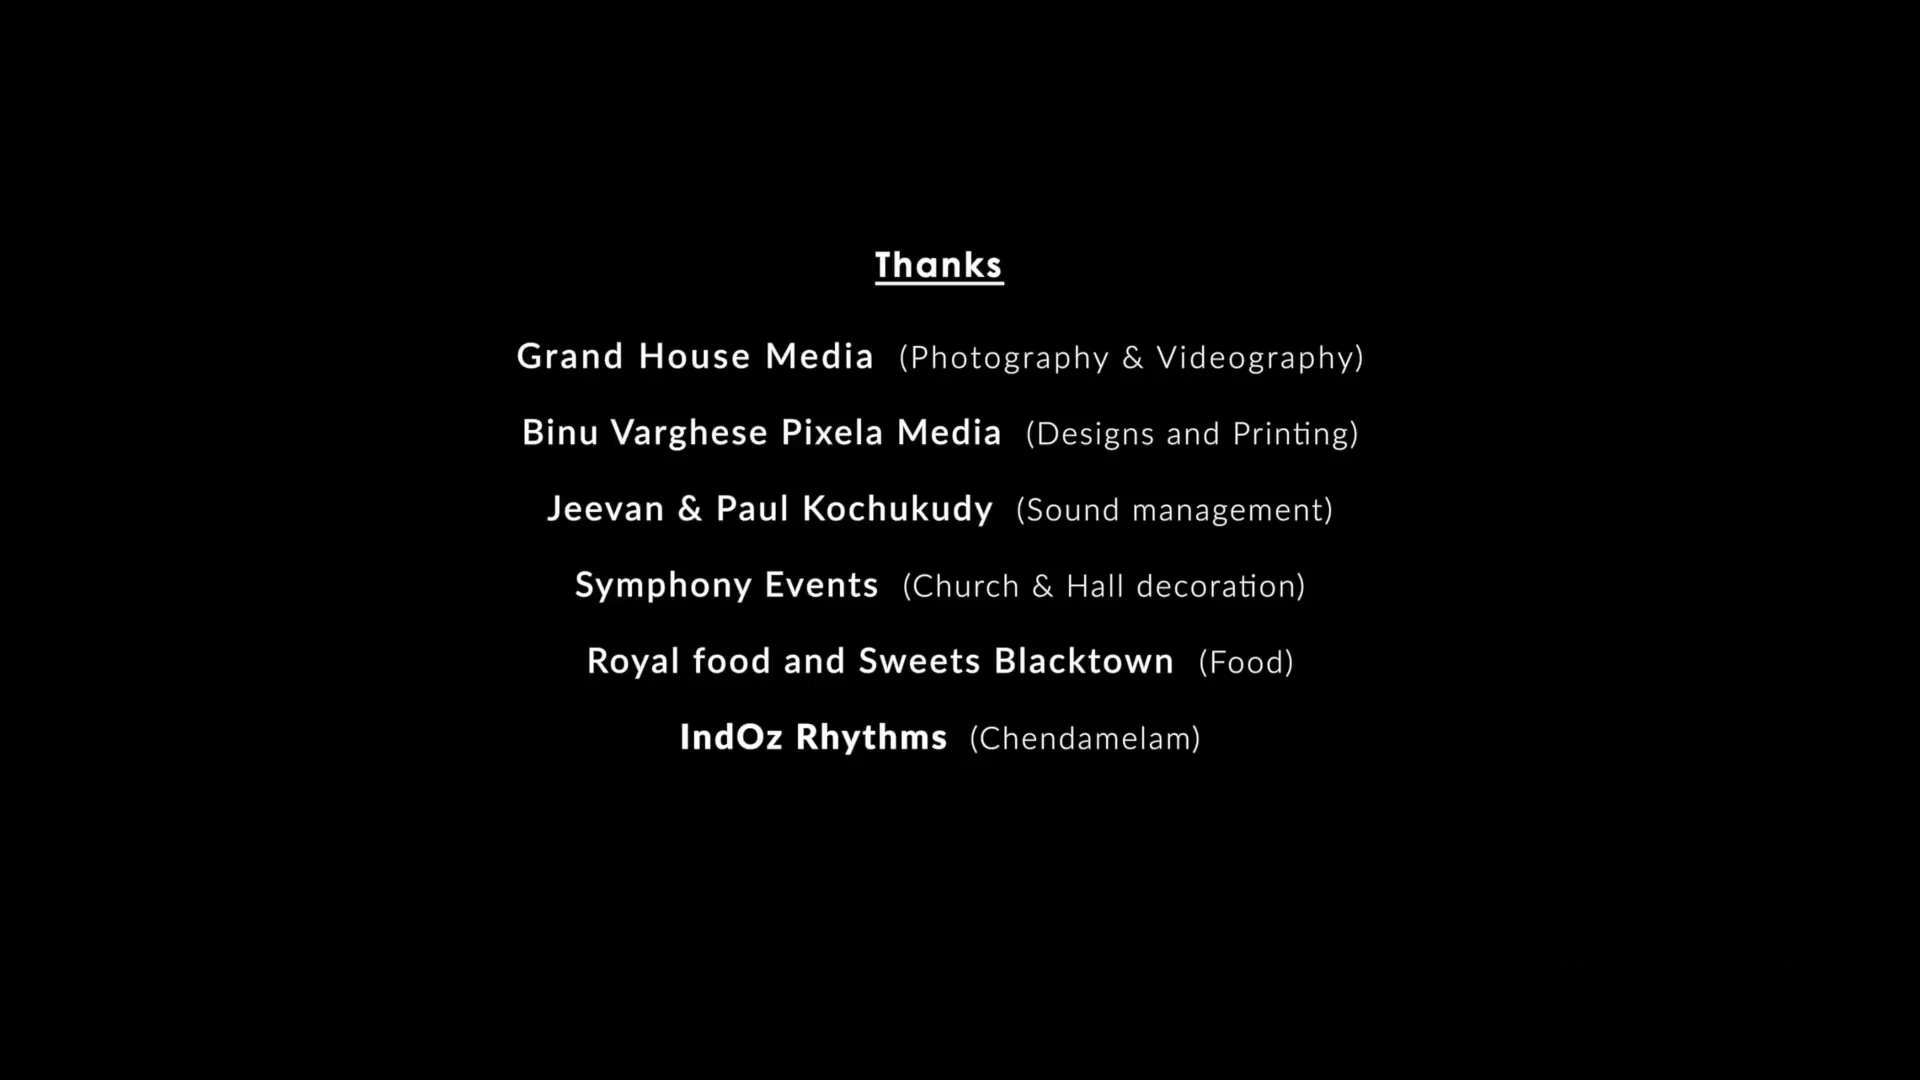 Thanks
Grand House Media (Photography & Videography)
Binu Varghese Pixela Media (Designs and Printing)
Jeevan & Paul Kochukudy (Sound management)
Symphony Events (Church & Hall decoration)
Royal food and Sweets Blacktown (Food)
IndOz Rhythms (Chendamelam)